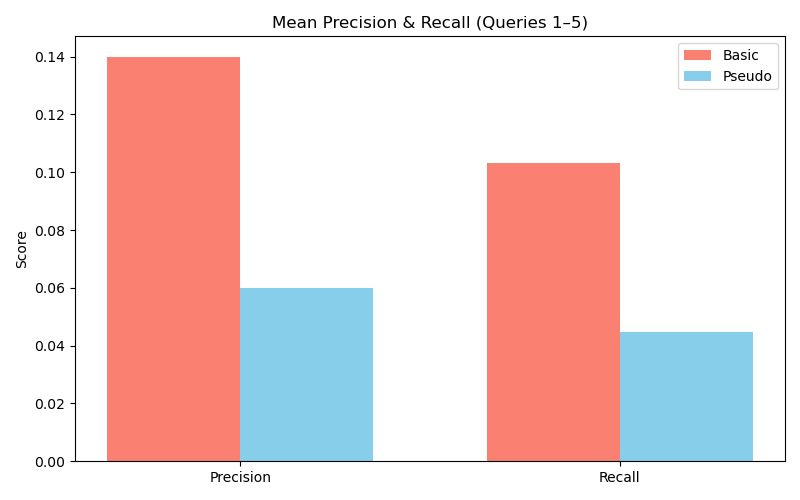 Mean Precision & Recall (Queries 1–5)
Basic
Pseudo
Score
0.14
0.12
0.10
0.08
0.06
0.04
0.02
0.00
Precision
Recall